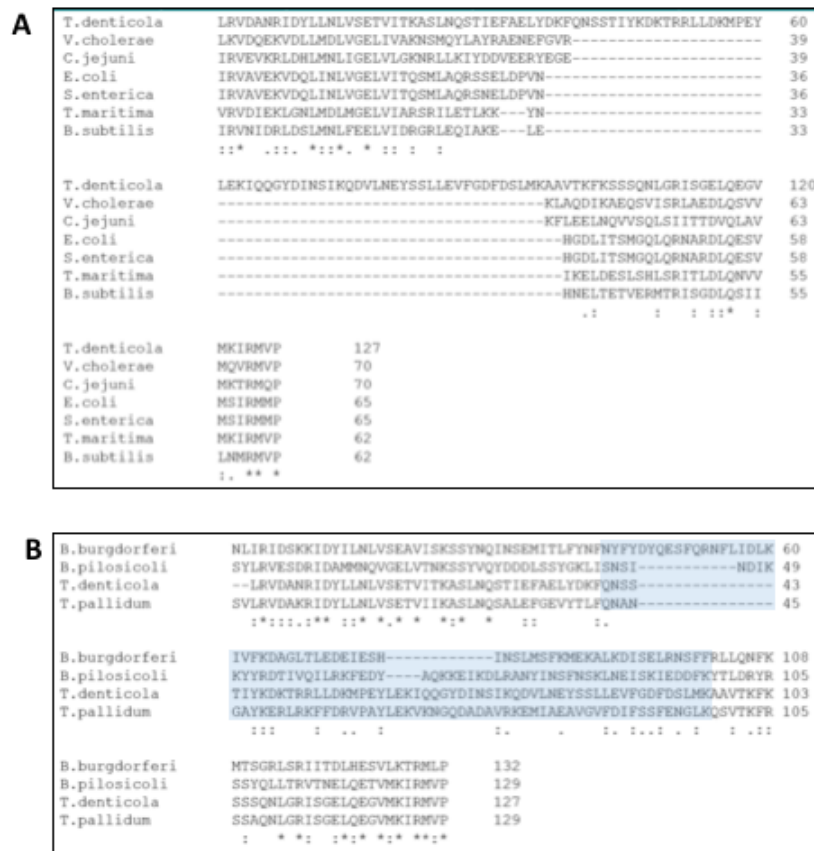 A
T.denticola LRVDANRIDYLLNLVSETVITKASLNQSTIEFAELYDKFQNSSTIYKDKTRRLLDKMPEY 60
V.cholerae LKVDQEKVDLLMDLVGELIVAKNSMQYLAYRAENEFGVR--------------------- 39
C.jejuni IRVEVKRLDHLMNLIGELVLGKNRLLKIYDDVEERYEGE--------------------- 39
E.coli IRVAVEKVDQLINLVGELVITQSMLAQRSSELDPVN------------------------ 36
S.enterica IRVAVEKVDQLINLVGELVITQSMLAQRSNELDPVN------------------------ 36
T.maritima VRVDIEKLGNLMDLMGELVIARSRILETLKK---YN------------------------ 33
B.subtilis IRVNIDRLDSLMNLFEELVIDRGRLEQIAKE---LE------------------------ 33
::* .::. *::*. * ::: : :
T.denticola LEKIQQGYDINSIKQDVLNEYSSLLEVFGDFDSLMKAAVTKFKSSSQNLGRISGELQEGV 120
V.cholerae ------------------------------------KLAQDIKAEQSVISRLAEDLQSVV 63
C.jejuni ------------------------------------KFLEELNQVVSQLSIITTDVQLAV 63
E.coli --------------------------------------HGDLITSMGQLQRNARDLQESV 58
S.enterica --------------------------------------HGDLITSMGQLQRNARDLQESV 58
T.maritima --------------------------------------IKELDESLSHLSRITLDLQNVV 55
B.subtilis --------------------------------------HNELTETVERMTRISGDLQSII 55
.: : : ::* :
T.denticola MKIRMVP 127
V.cholerae MQVRMVP 70
C.jejuni MKTRMQP 70
E.coli MSIRMMP 65
S.enterica MSIRMMP 65
T.maritima MKIRMVP 62
B.subtilis LNMRMVP 62
:. ** *
B
B.burgdorferi NLIRIDSKKIDYILNLVSEAVISKSSYNQINSEMITLFYNFNYFYDYQESFQRNFLIDLK 60
B.pilosicoli SYLRVESDRIDAMMNQVGELVTNKSSYVQYDDDLSSYGKLISNSI-----------NDIK 49
T.denticola --LRVDANRIDYLLNLVSETVITKASLNQSTIEFAELYDKFQNSS--------------- 43
T.pallidum SVLRVDAKRIDYLLNLVSETVIIKASLNQSALEFGEVYTLFQNAN--------------- 45
:*:::.:** ::* *.* * *:* * :: :.
B.burgdorferi IVFKDAGLTLEDEIESH------------INSLMSFKMEKALKDISELRNSFFRLLQNFK 108
B.pilosicoli KYYRDTIVQILRKFEDY----AQKKEIKDLRANYINSFNSKLNEISKIEDDFKYTLDRYR 105
T.denticola TIYKDKTRRLLDKMPEYLEKIQQGYDINSIKQDVLNEYSSLLEVFGDFDSLMKAAVTKFK 103
T.pallidum GAYKERLRKFFDRVPAYLEKVKNGQDADAVRKEMIAEAVGVFDIFSSFENGLKQSVTKFR 105
::: : .. : :. . :..:. : : .::
B.burgdorferi MTSGRLSRIITDLHESVLKTRMLP 132
B.pilosicoli SSYQLLTRVTNELQETVMKIRMVP 129
T.denticola SSSQNLGRISGELQEGVMKIRMVP 127
T.pallidum SSAQNLGRISGELQEGVMKIRMVP 129
: * *: :*:* *:* **:*